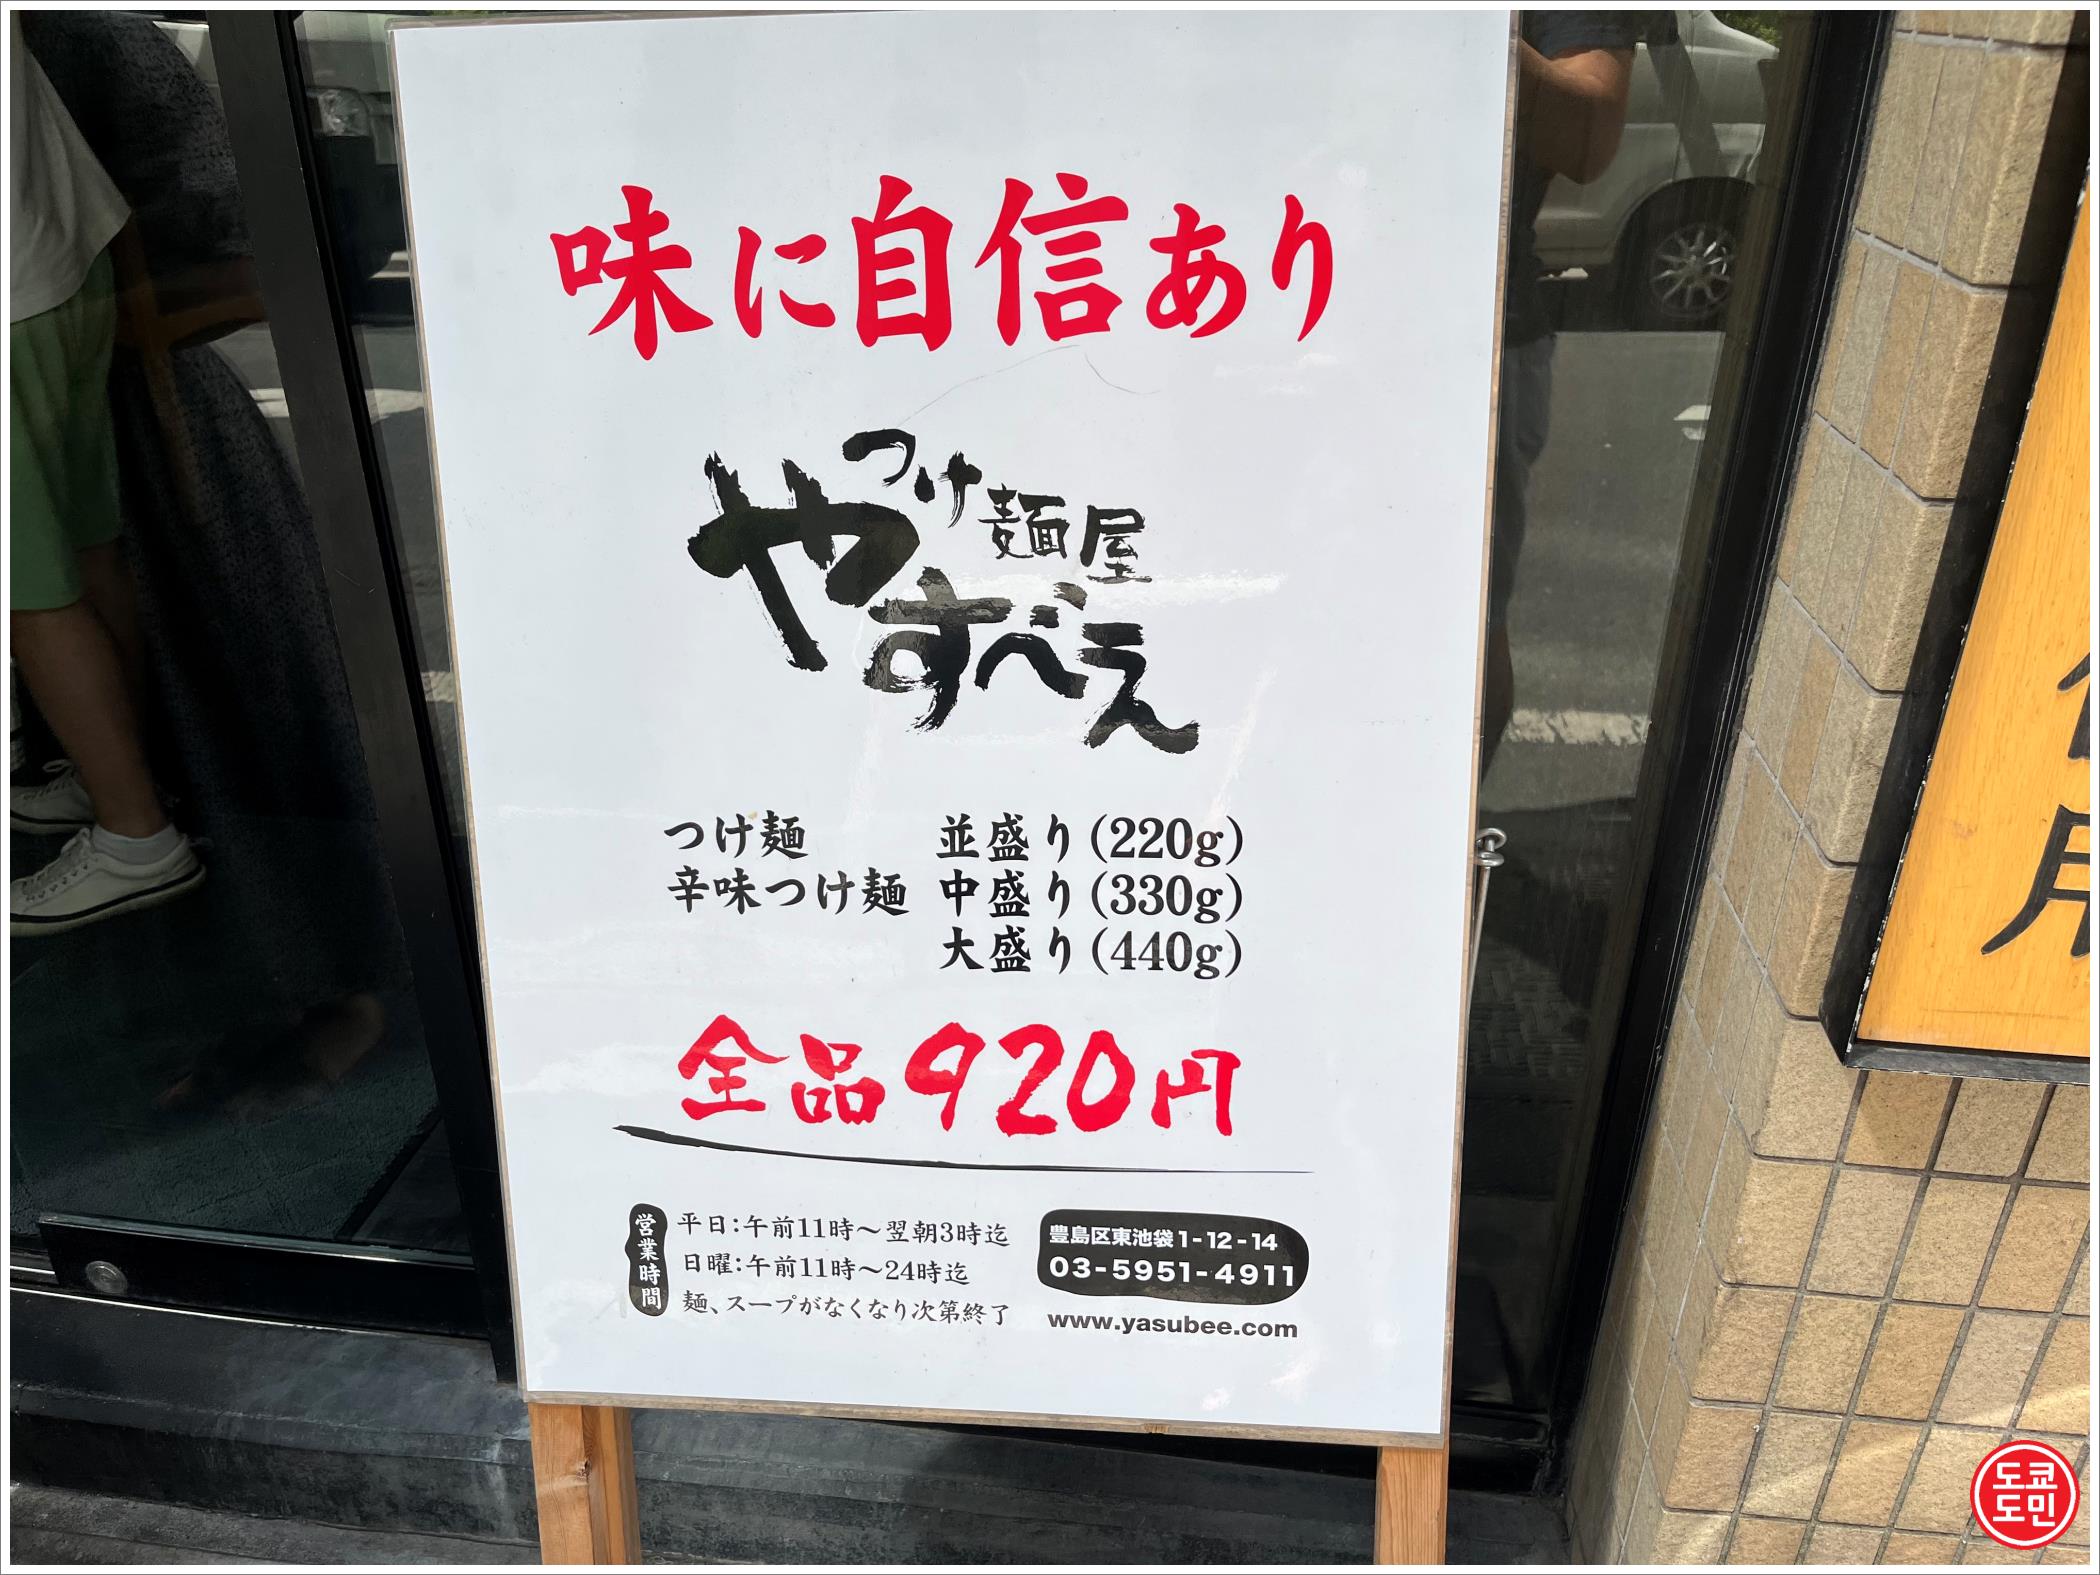 味に自信あり
つけ麺屋
やすべえ
つけ麺 並盛り(220g)
辛味つけ麺 中盛り(330g)
大盛り(440g)
全品920円
営業時間
平日:午前11時〜翌朝3時迄
日曜:午前11時〜24時迄
麺、スープがなくなり次第終了
豊島区東池袋1-12-14
03-5951-4911
www.yasubee.com
도쿄
도민